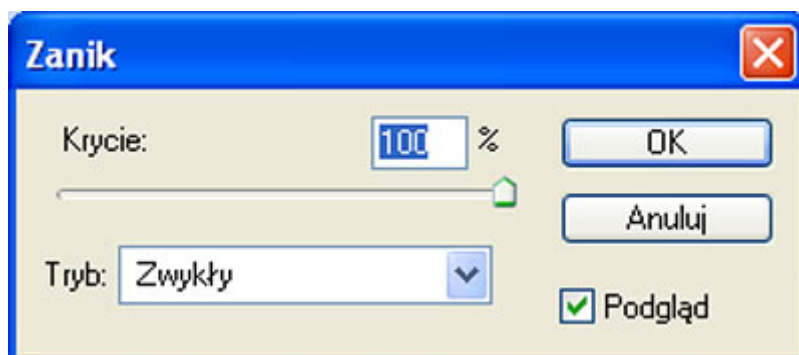 Zanik
Krycie: 100 % OK
Anuluj
Tryb: Zwykły
Podgląd